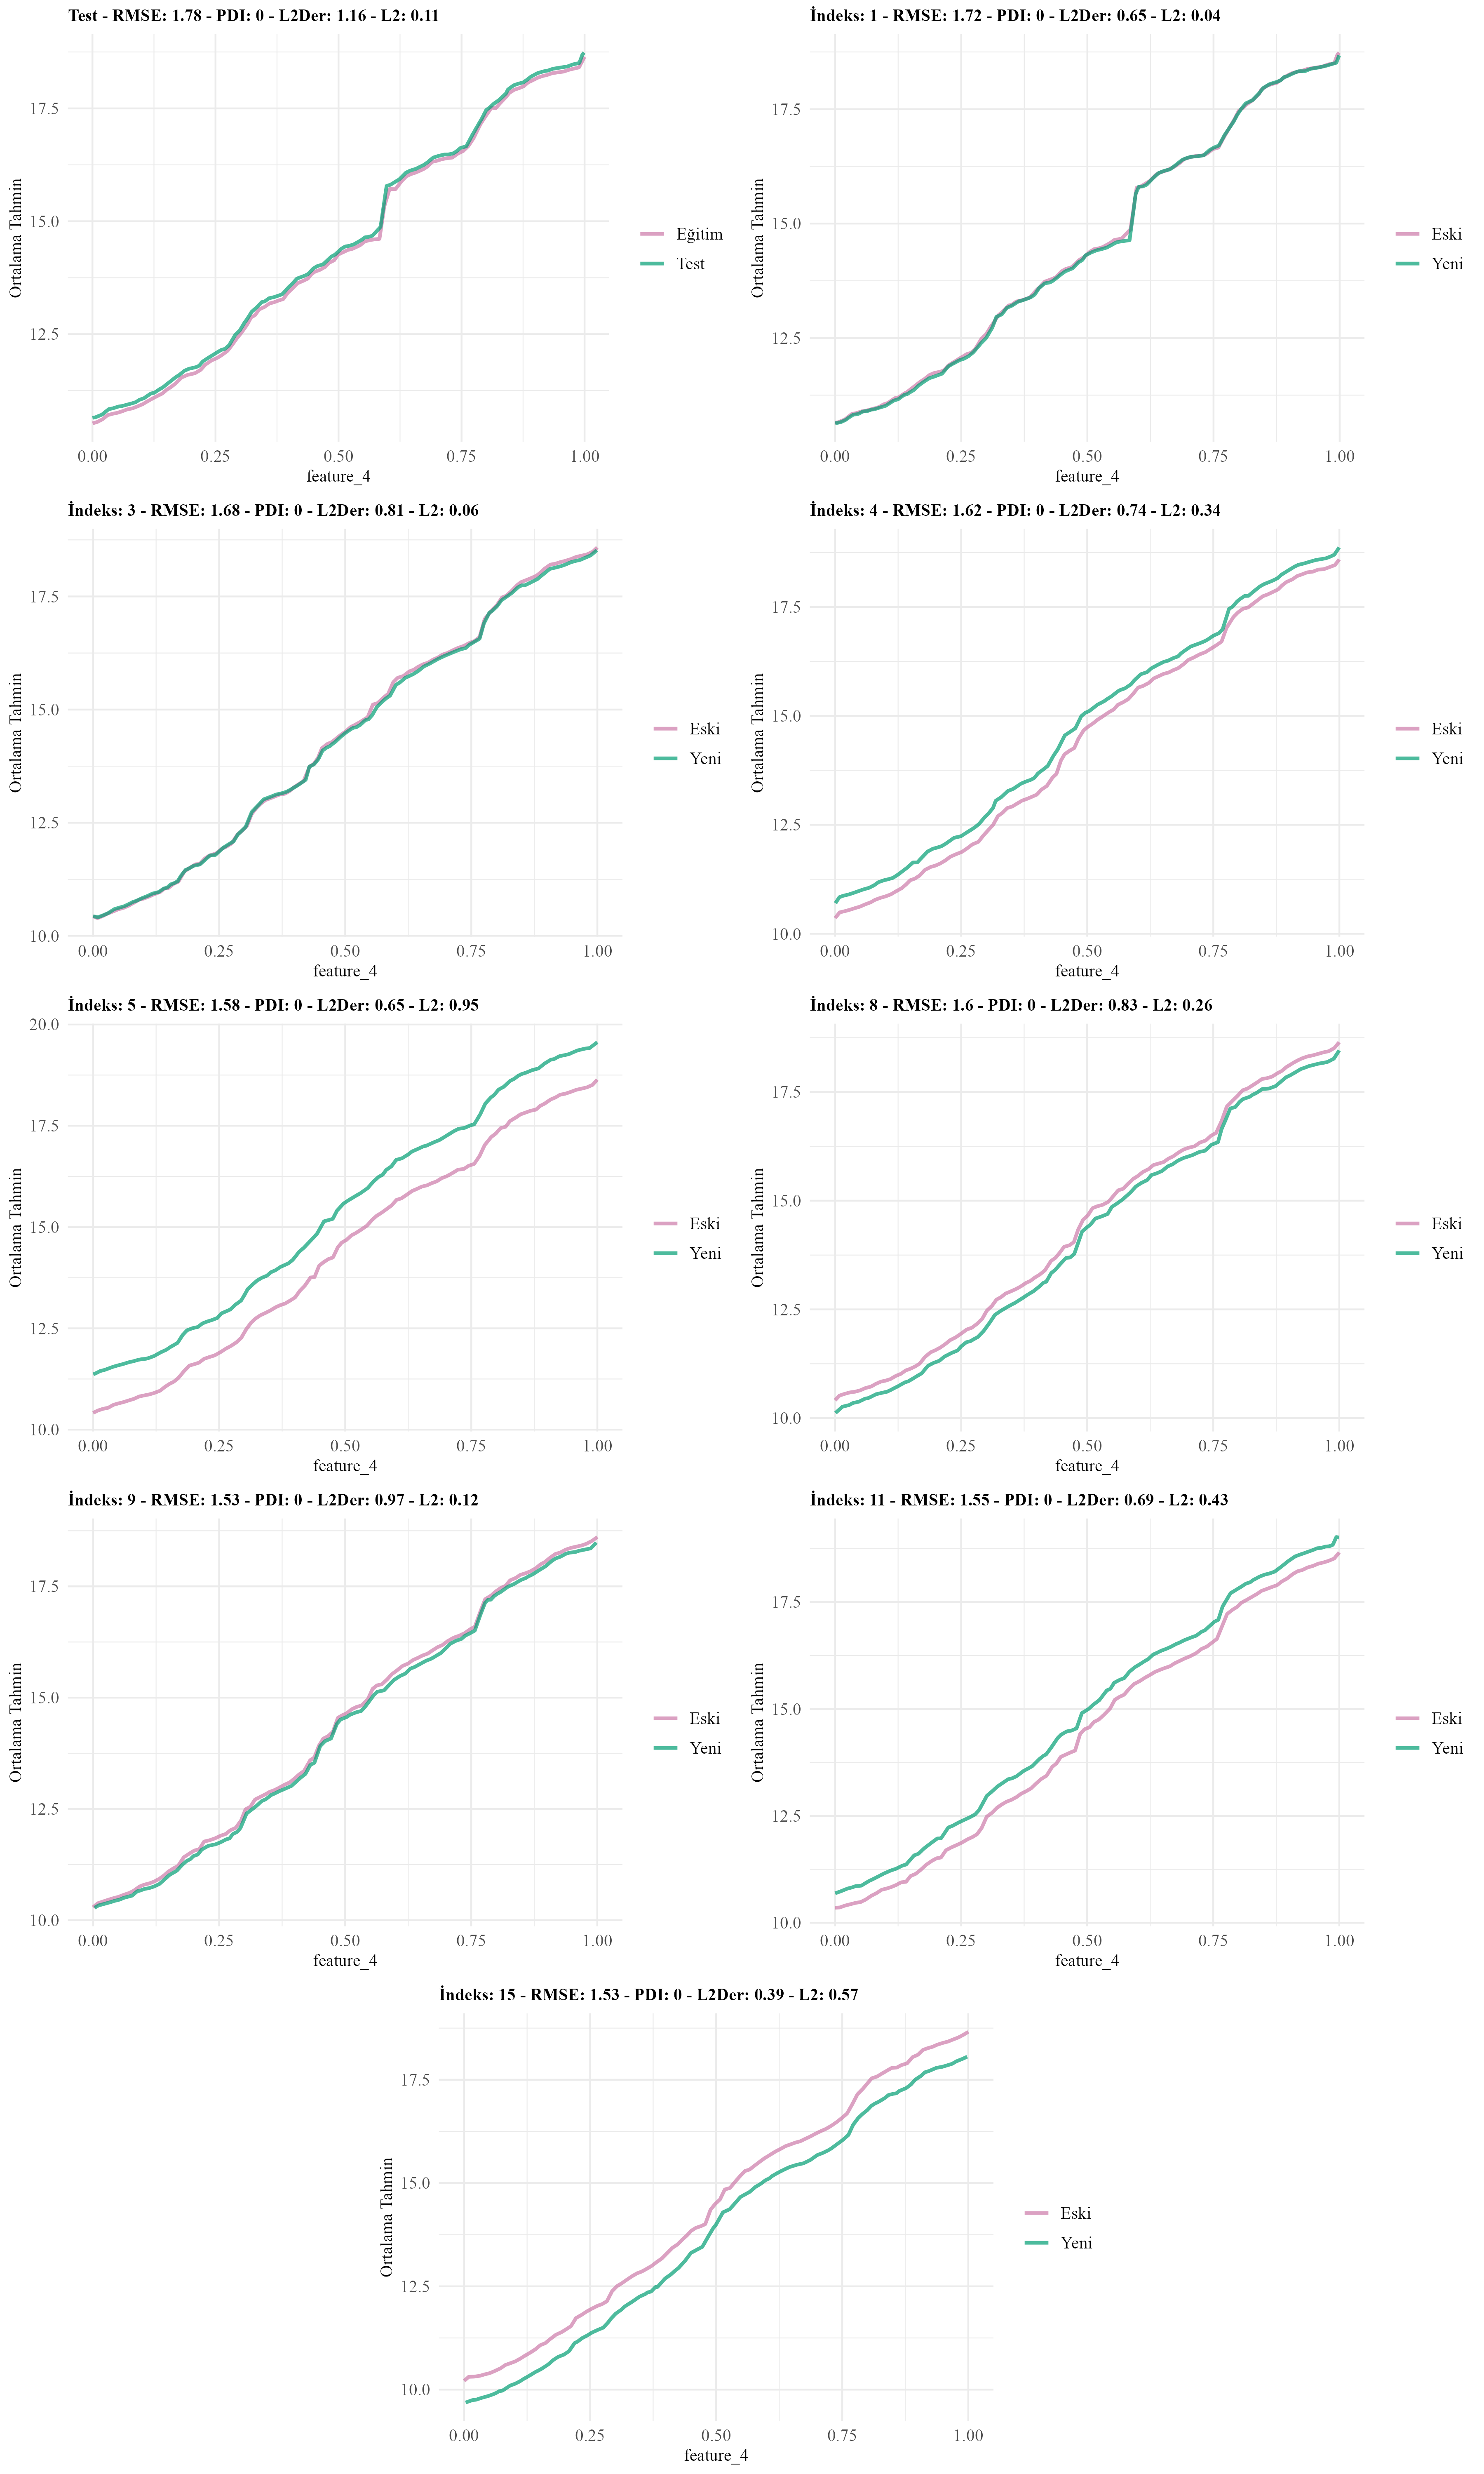 Test - RMSE: 1.78 - PDI: 0 - L2Der: 1.16 - L2: 0.11
Ortalama Tahmin
17.5
15.0
12.5
0.00 0.25 0.50 0.75 1.00
feature_4
Eğitim
Test
İndeks: 1 - RMSE: 1.72 - PDI: 0 - L2Der: 0.65 - L2: 0.04
Ortalama Tahmin
17.5
15.0
12.5
0.00 0.25 0.50 0.75 1.00
feature_4
Eski
Yeni
İndeks: 3 - RMSE: 1.68 - PDI: 0 - L2Der: 0.81 - L2: 0.06
Ortalama Tahmin
17.5
15.0
12.5
10.0
0.00 0.25 0.50 0.75 1.00
feature_4
Eski
Yeni
İndeks: 4 - RMSE: 1.62 - PDI: 0 - L2Der: 0.74 - L2: 0.34
Ortalama Tahmin
17.5
15.0
12.5
10.0
0.00 0.25 0.50 0.75 1.00
feature_4
Eski
Yeni
İndeks: 5 - RMSE: 1.58 - PDI: 0 - L2Der: 0.65 - L2: 0.95
Ortalama Tahmin
20.0
17.5
15.0
12.5
10.0
0.00 0.25 0.50 0.75 1.00
feature_4
Eski
Yeni
İndeks: 8 - RMSE: 1.6 - PDI: 0 - L2Der: 0.83 - L2: 0.26
Ortalama Tahmin
17.5
15.0
12.5
10.0
0.00 0.25 0.50 0.75 1.00
feature_4
Eski
Yeni
İndeks: 9 - RMSE: 1.53 - PDI: 0 - L2Der: 0.97 - L2: 0.12
Ortalama Tahmin
17.5
15.0
12.5
10.0
0.00 0.25 0.50 0.75 1.00
feature_4
Eski
Yeni
İndeks: 11 - RMSE: 1.55 - PDI: 0 - L2Der: 0.69 - L2: 0.43
Ortalama Tahmin
17.5
15.0
12.5
10.0
0.00 0.25 0.50 0.75 1.00
feature_4
Eski
Yeni
İndeks: 15 - RMSE: 1.53 - PDI: 0 - L2Der: 0.39 - L2: 0.57
Ortalama Tahmin
17.5
15.0
12.5
10.0
0.00 0.25 0.50 0.75 1.00
feature_4
Eski
Yeni